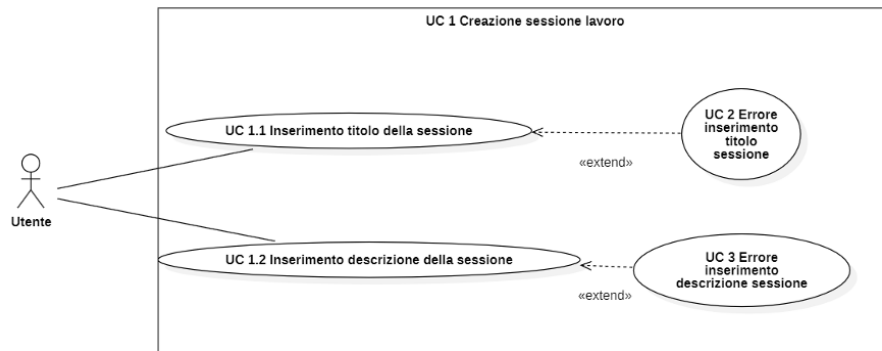 UC 1 Creazione sessione lavoro
UC 1.1 Inserimento titolo della sessione
UC 2 Errore
inserimento
titolo
sessione
«extend»
Utente
UC 1.2 Inserimento descrizione della sessione
UC 3 Errore
inserimento
descrizione sessione
«extend»